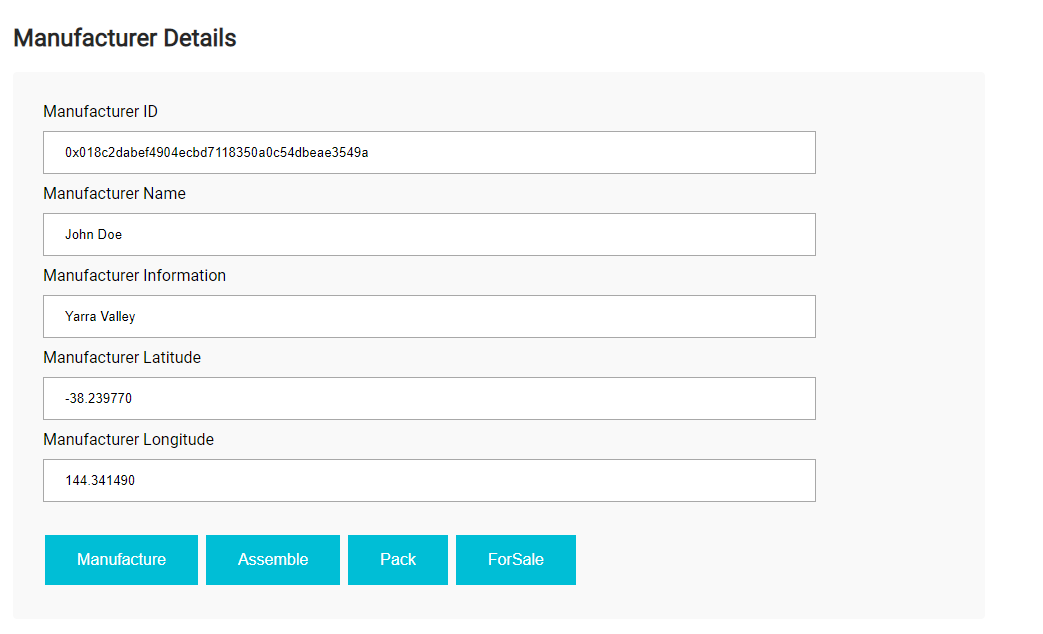 Manufacturer Details
Manufacturer ID
0x018c2dabef4904ecbd7118350a0c54dbeae3549a
Manufacturer Name
John Doe
Manufacturer Information
Yarra Valley
Manufacturer Latitude
-38.239770
Manufacturer Longitude
144.341490
Manufacture Assemble Pack ForSale